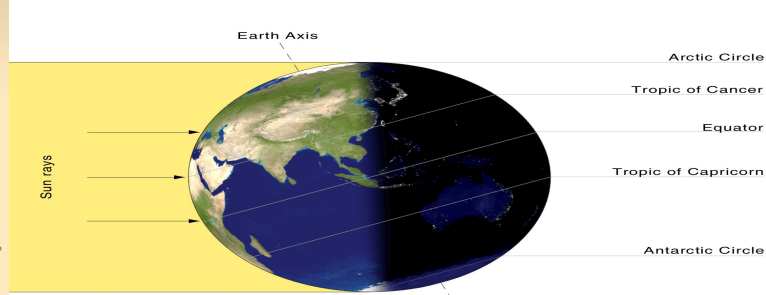 Earth Axis
Arctic Circle
Tropic of Cancer
Equator
Sun rays
Tropic of Capricorn
Antarctic Circle